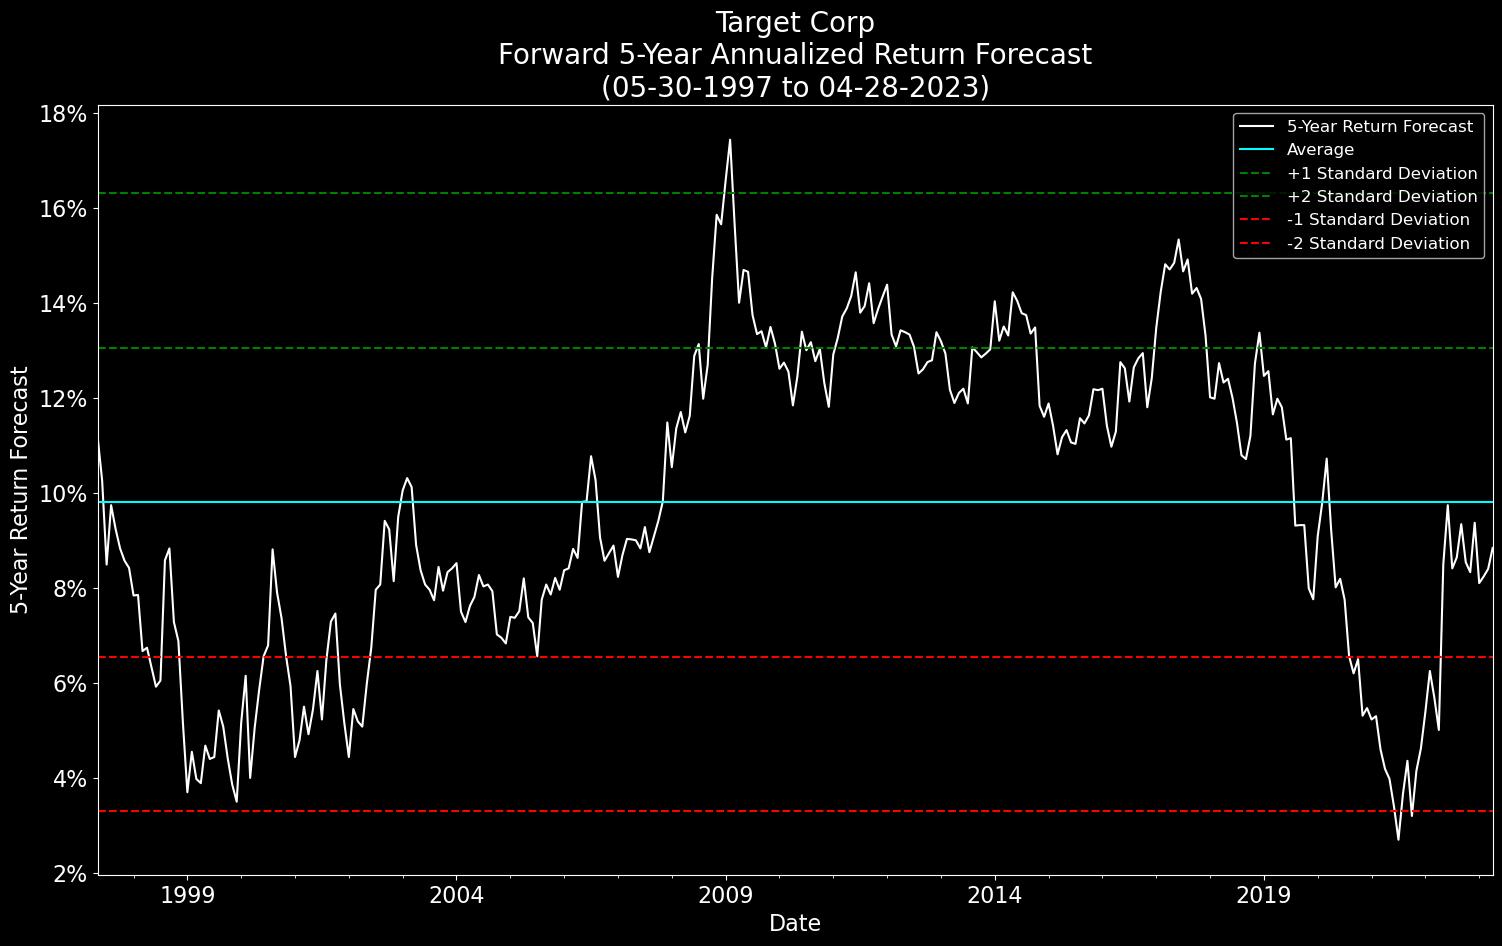 Target Corp
Forward 5-Year Annualized Return Forecast
(05-30-1997 to 04-28-2023)
18%
16%
14%
12%
10%
8%
6%
4%
2%
5-Year Return Forecast
5-Year Return Forecast
Average
+1 Standard Deviation
+2 Standard Deviation
-1 Standard Deviation
-2 Standard Deviation
1999 2004 2009 2014 2019
Date